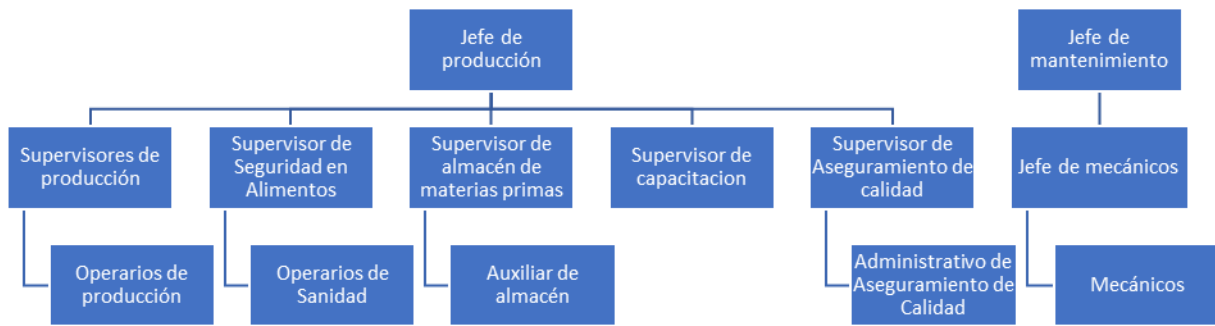 Jefe de
producción
Jefe de
mantenimiento
Supervisores de
producción
Supervisor de
Seguridad en
Alimentos
Supervisor de
almacén de
materias primas
Supervisor de
capacitacion
Supervisor de
Aseguramiento de
calidad
Jefe de mecánicos
Operarios de
producción
Operarios de
Sanidad
Auxiliar de
almacén
Administrativo de
Aseguramiento de
Calidad
Mecánicos